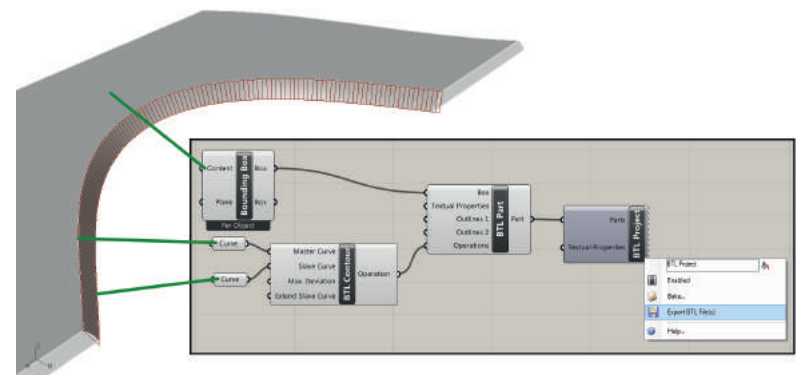 Content
Plane
Bounding Box
Box
Box
Per Object
Curve
Curve
Master Curve
Slave Curve
Max. Deviation
Extend Slave Curve
BTL Contour
Operation
Box
Textual Properties
Outlines 1
Outlines 2
Operations
BTL Part
Part
Parts
Textual Properties
BTL Project
BTL Project
Enabled
Bake...
Export BTL File(s)
Help...